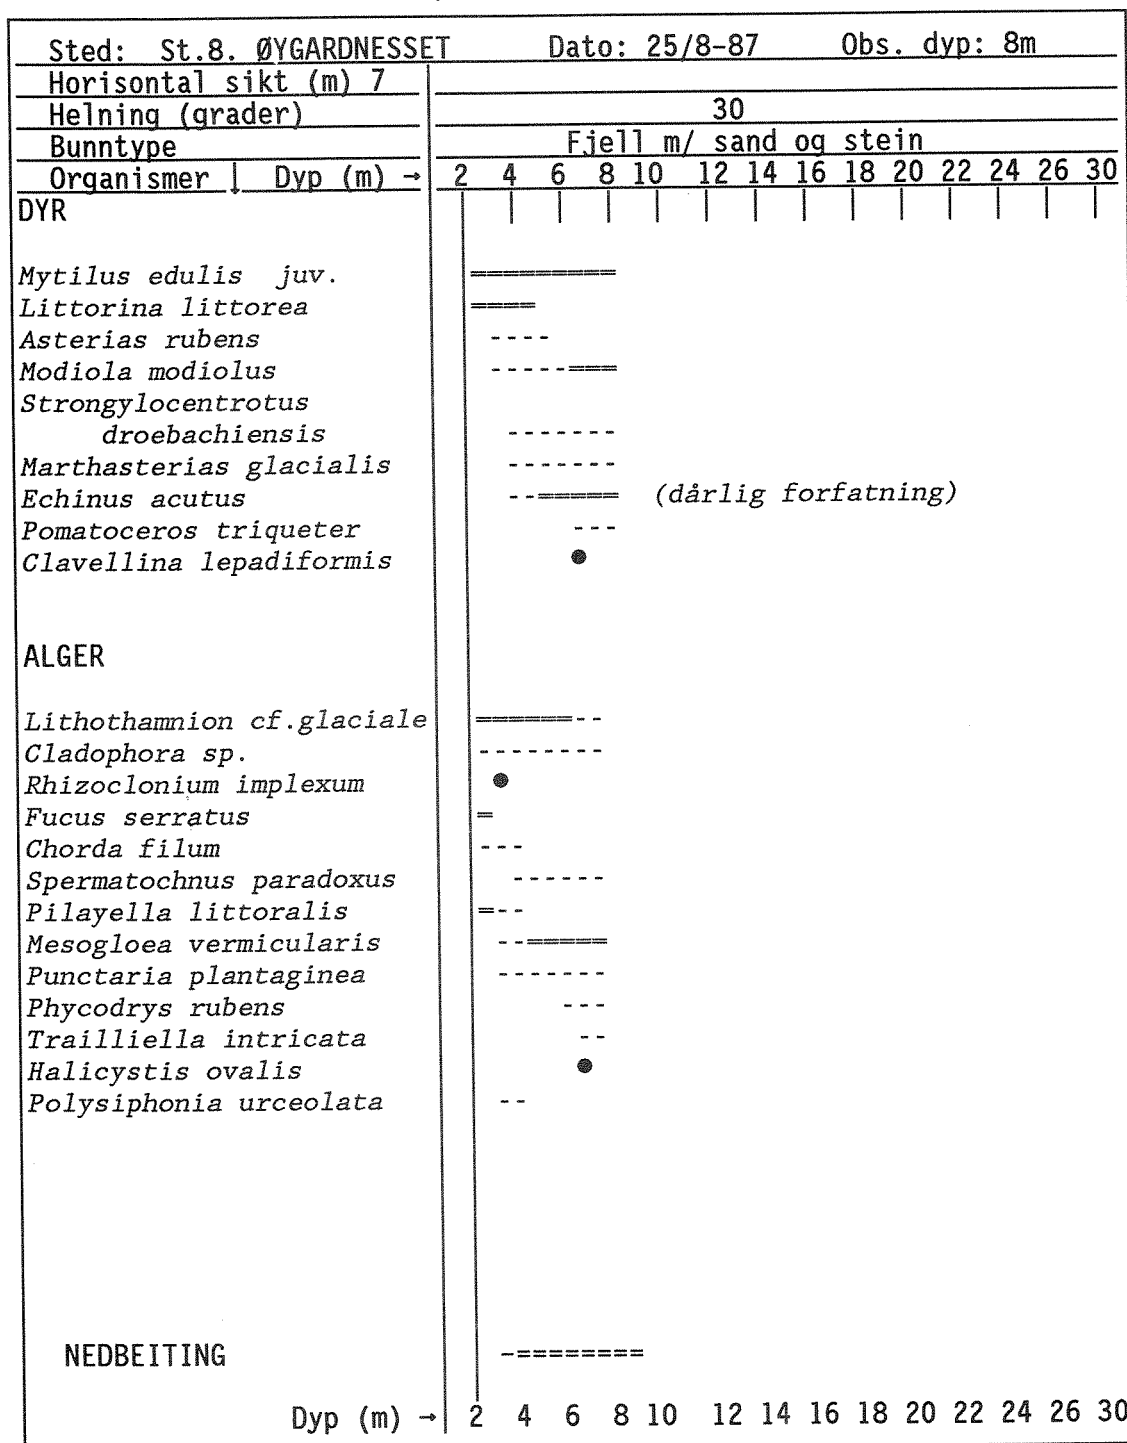 Sted: St.8. ØYGARDNESSET Dato: 25/8-87 Obs. dyp: 8m
Horisontal sikt (m) 7
Helning (grader) 30
Bunntype Fjell m/ sand og stein
Organismer ↓ Dyp (m) → 2 4 6 8 10 12 14 16 18 20 22 24 26 30
DYR
Mytilus edulis juv. =========
Littorina littorea ====
Asterias rubens ----
Modiola modiolus -----===
Strongylocentrotus
droebachiensis -------
Marthasterias glacialis -------
Echinus acutus --===== (dårlig forfatning)
Pomatoceros triqueter ---
Clavellina lepadiformis ●
ALGER
Lithothamnion cf.glaciale ======--
Cladophora sp. --------
Rhizoclonium implexum ●
Fucus serratus =
Chorda filum ---
Spermatochnus paradoxus ------
Pilayella littoralis =--
Mesogloea vermicularis --=====
Punctaria plantaginea -------
Phycodrys rubens ---
Trailliella intricata --
Halicystis ovalis ●
Polysiphonia urceolata --
NEDBEITING -========
Dyp (m) → 2 4 6 8 10 12 14 16 18 20 22 24 26 30